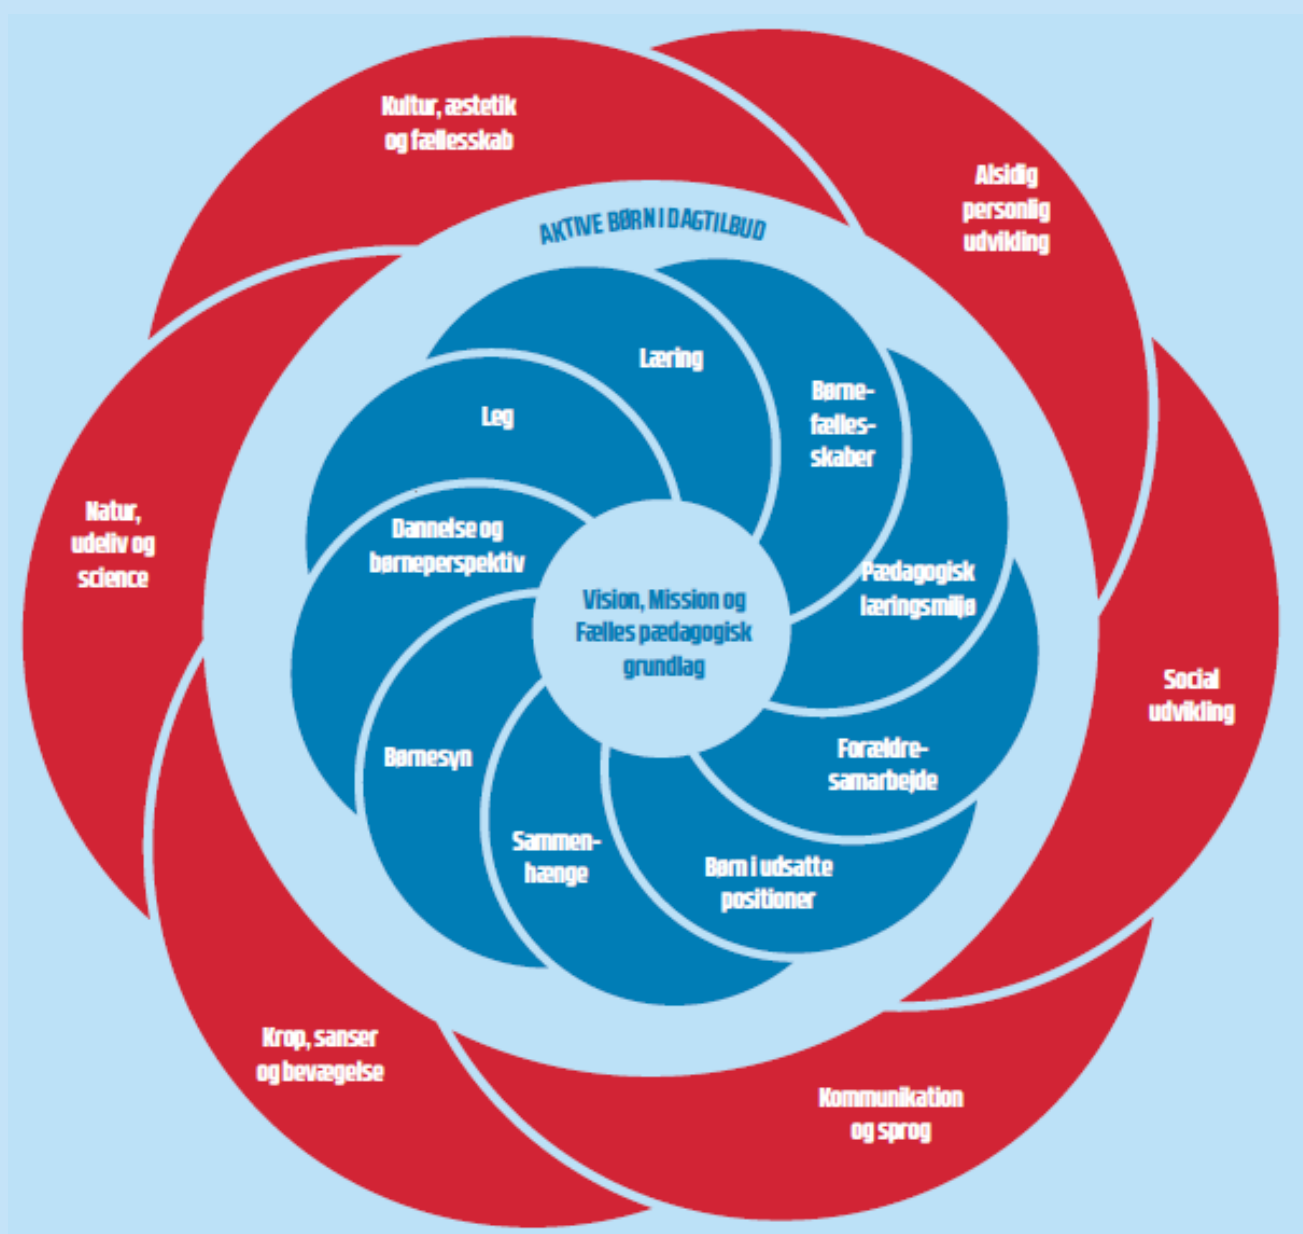 Kultur, æstetik
og fællesskab
Alsidig
personlig
udvikling
AKTIVE BØRN I DAGTILBUD
Læring
Børne-
fælles-
skaber
Leg
Natur,
udeliv og
science
Dannelse og
børneperspektiv
Pædagogisk
læringsmiljø
Vision, Mission og
Fælles pædagogisk
grundlag
Social
udvikling
Børnesyn
Forældre-
samarbejde
Sammen-
hænge
Børn i udsatte
positioner
Krop, sanser
og bevægelse
Kommunikation
og sprog